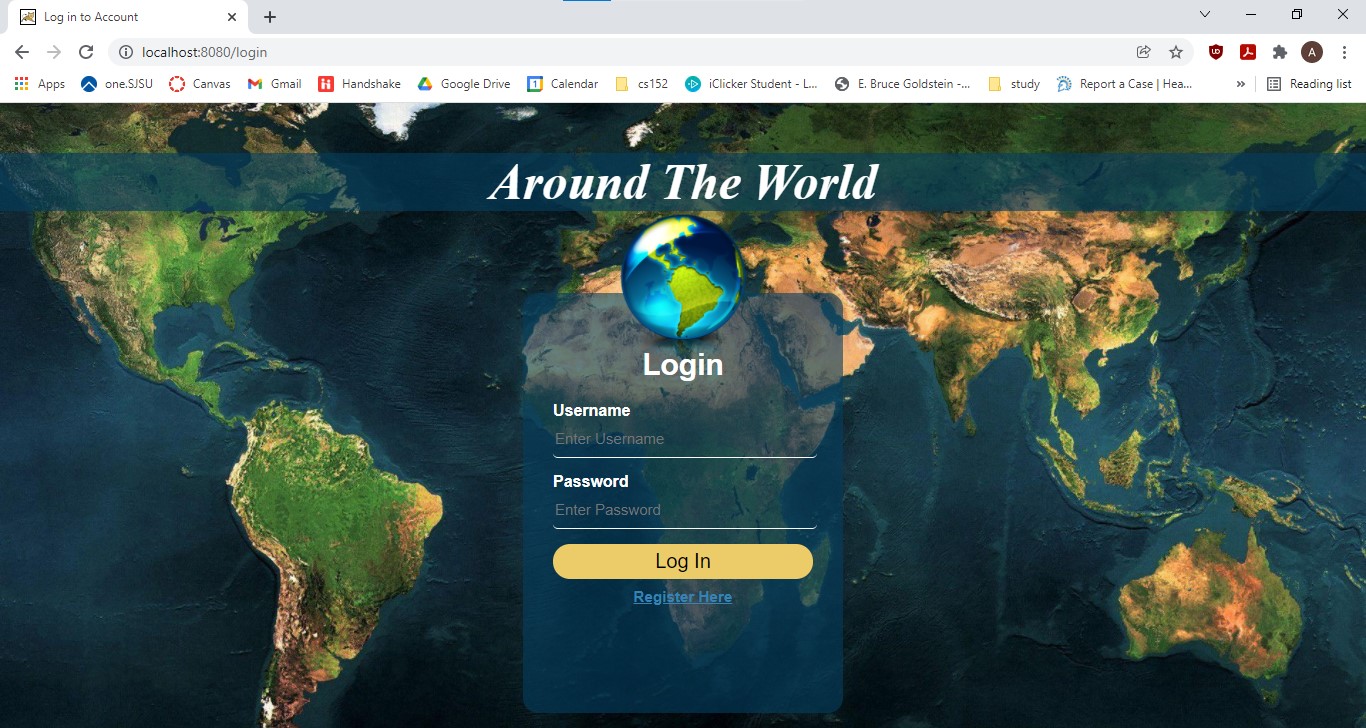 Log in to Account
localhost:8080/login
Apps one.SJSU Canvas Gmail Handshake Google Drive Calendar cs152 iClicker Student - L... E. Bruce Goldstein -... study Report a Case | Hea... » Reading list
Around The World
Login
Username
Enter Username
Password
Enter Password
Log In
Register Here